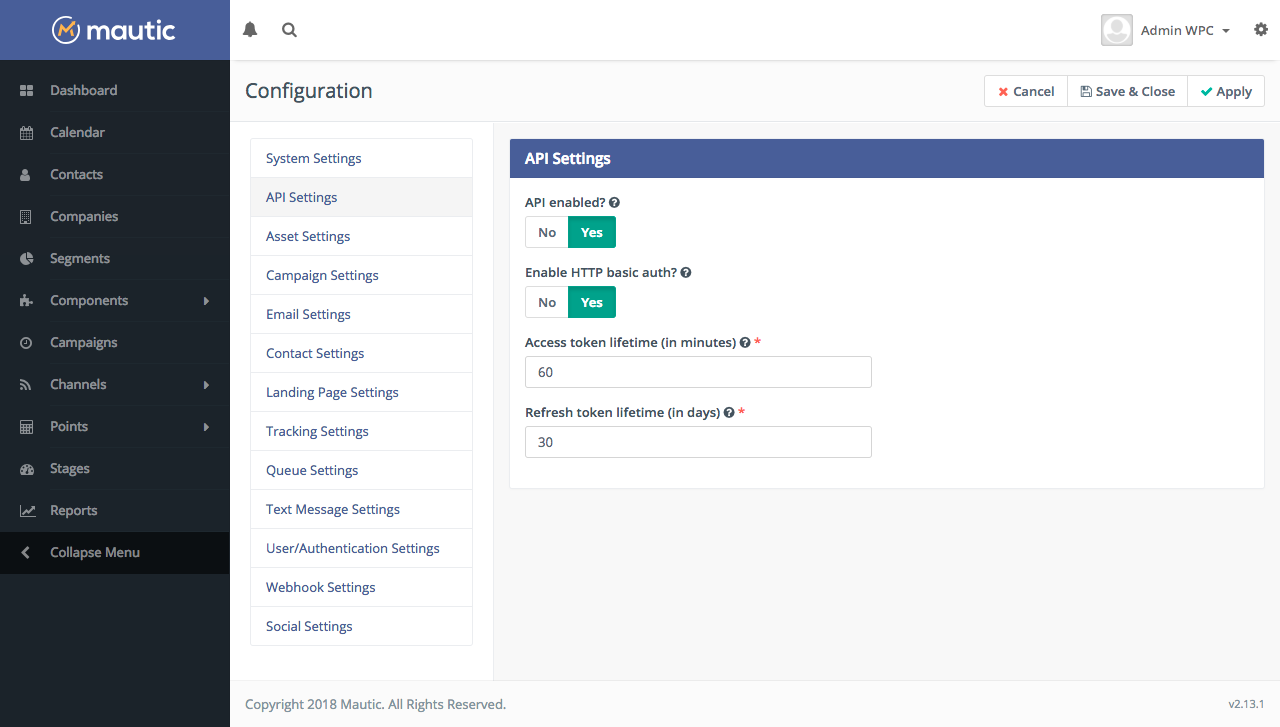 mautic
Admin WPC
Dashboard
Calendar
Contacts
Companies
Segments
Components
Campaigns
Channels
Points
Stages
Reports
Collapse Menu
Configuration
Cancel
Save & Close
Apply
System Settings
API Settings
Asset Settings
Campaign Settings
Email Settings
Contact Settings
Landing Page Settings
Tracking Settings
Queue Settings
Text Message Settings
User/Authentication Settings
Webhook Settings
Social Settings
API Settings
API enabled?
No Yes
Enable HTTP basic auth?
No Yes
Access token lifetime (in minutes) *
60
Refresh token lifetime (in days) *
30
Copyright 2018 Mautic. All Rights Reserved.
v2.13.1